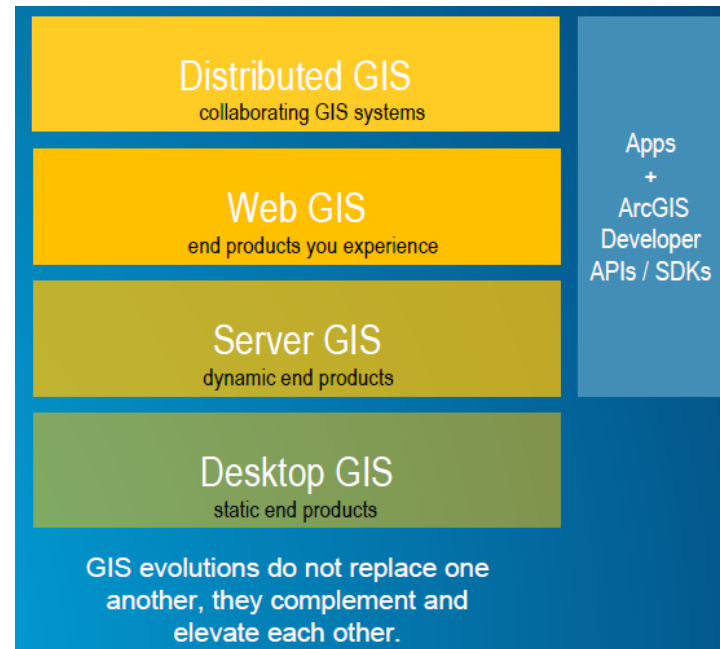 Distributed GIS
collaborating GIS systems
Web GIS
end products you experience
Server GIS
dynamic end products
Desktop GIS
static end products
Apps
+
ArcGIS
Developer
APIs / SDKs
GIS evolutions do not replace one
another, they complement and
elevate each other.